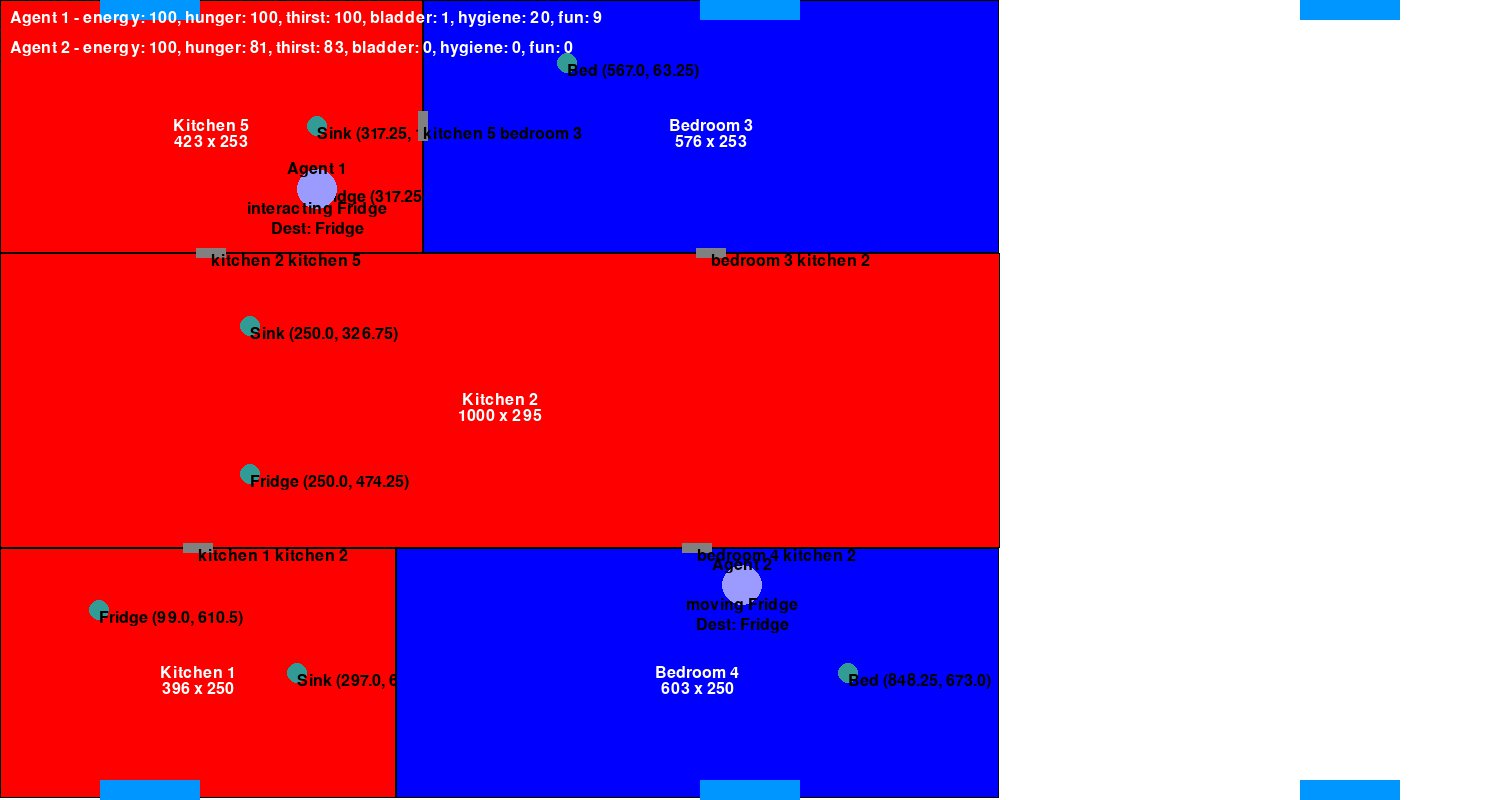 Agent 1 - energy: 100, hunger: 100, thirst: 100, bladder: 1, hygiene: 20, fun: 9
Agent 2 - energy: 100, hunger: 81, thirst: 83, bladder: 0, hygiene: 0, fun: 0
Bed (567.0, 63.25)
Kitchen 5
423 x 253
Sink (317.25,
kitchen 5 bedroom 3
Bedroom 3
576 x 253
Agent 1
dge (317.25
interacting Fridge
Dest: Fridge
kitchen 2 kitchen 5
bedroom 3 kitchen 2
Sink (250.0, 326.75)
Kitchen 2
1000 x 295
Fridge (250.0, 474.25)
kitchen 1 kitchen 2
bedroom 4 kitchen 2
Agent 2
Fridge (99.0, 610.5)
moving Fridge
Dest: Fridge
Kitchen 1
396 x 250
Sink (297.0, 6
Bedroom 4
603 x 250
Bed (848.25, 673.0)